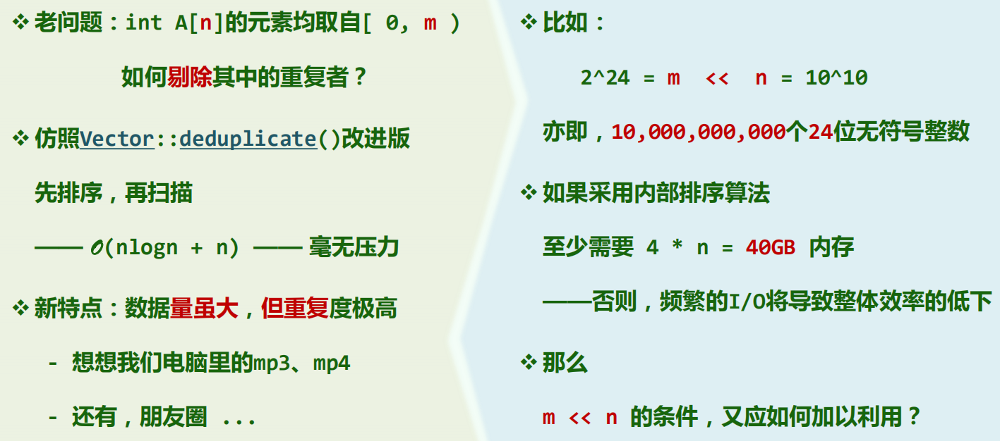 ❖ 老问题：int A[n]的元素均取自[ 0, m )
如何剔除其中的重复者？
❖ 仿照Vector::deduplicate()改进版
先排序，再扫描
—— O(nlogn + n) —— 毫无压力
❖ 新特点：数据量虽大，但重复度极高
- 想想我们电脑里的mp3、mp4
- 还有，朋友圈 ...
❖ 比如：
2^24 = m << n = 10^10
亦即，10,000,000,000个24位无符号整数
❖ 如果采用内部排序算法
至少需要 4 * n = 40GB 内存
——否则，频繁的I/O将导致整体效率的低下
❖ 那么
m << n 的条件，又应如何加以利用？